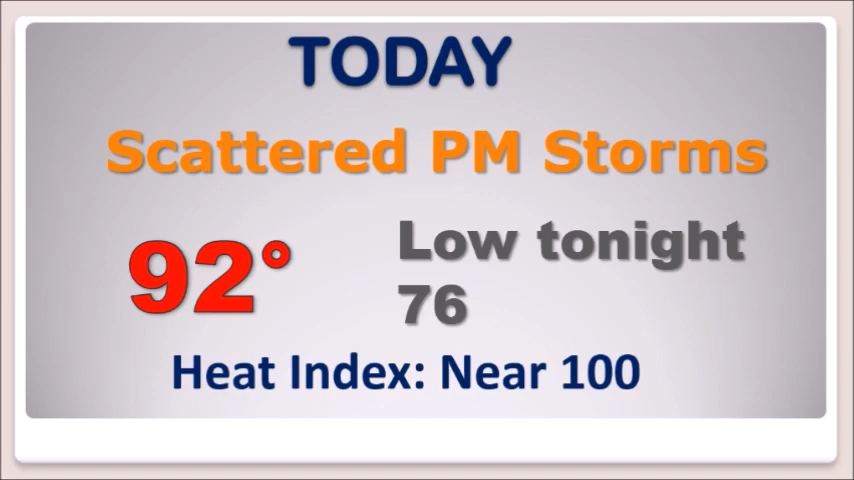 TODAY
Scattered PM Storms
92°
Low tonight
76
Heat Index: Near 100